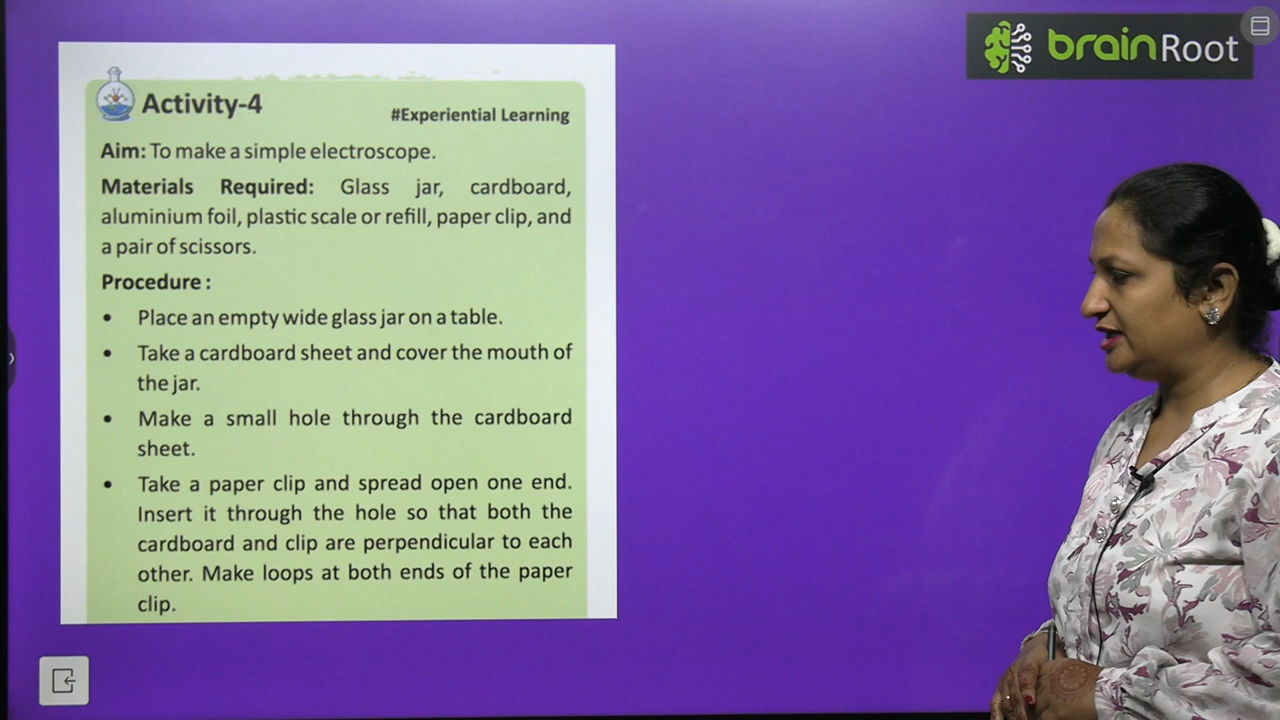 brainRoot
Activity-4
#Experiential Learning
Aim: To make a simple electroscope.
Materials Required: Glass jar, cardboard,
aluminium foil, plastic scale or refill, paper clip, and
a pair of scissors.
Procedure :
• Place an empty wide glass jar on a table.
• Take a cardboard sheet and cover the mouth of
the jar.
• Make a small hole through the cardboard
sheet.
• Take a paper clip and spread open one end.
Insert it through the hole so that both the
cardboard and clip are perpendicular to each
other. Make loops at both ends of the paper
clip.